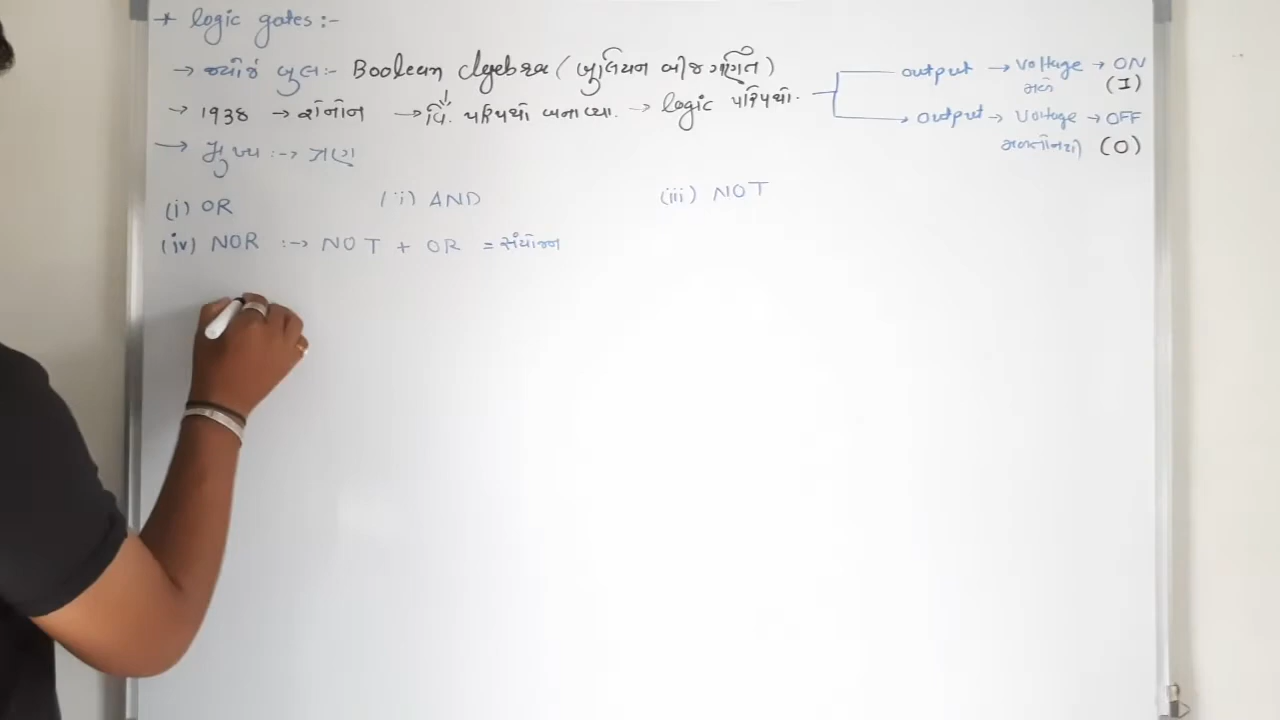 * logic gates :-
→ જ્યોર્જ બુલ :- Boolean algebra ( બુલિયન બીજગણિત )
output → voltage → ON
મળે (1)
→ 1938 → શેનોન → વિ. પરિપથો બનાવ્યા. → logic પરિપથો.
output → voltage → OFF
મળતો નથી (0)
→ મુખ્ય :→ ત્રણ
(i) OR (ii) AND (iii) NOT
(iv) NOR :→ NOT + OR = સંયોજન